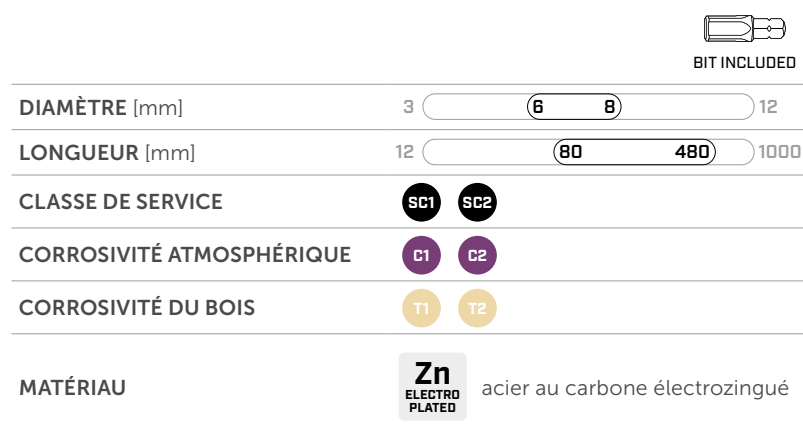 BIT INCLUDED
DIAMÈTRE [mm] 3 6 8 12
LONGUEUR [mm] 12 80 480 1000
CLASSE DE SERVICE SC1 SC2
CORROSIVITÉ ATMOSPHÉRIQUE C1 C2
CORROSIVITÉ DU BOIS T1 T2
MATÉRIAU Zn ELECTRO PLATED acier au carbone électrozingué